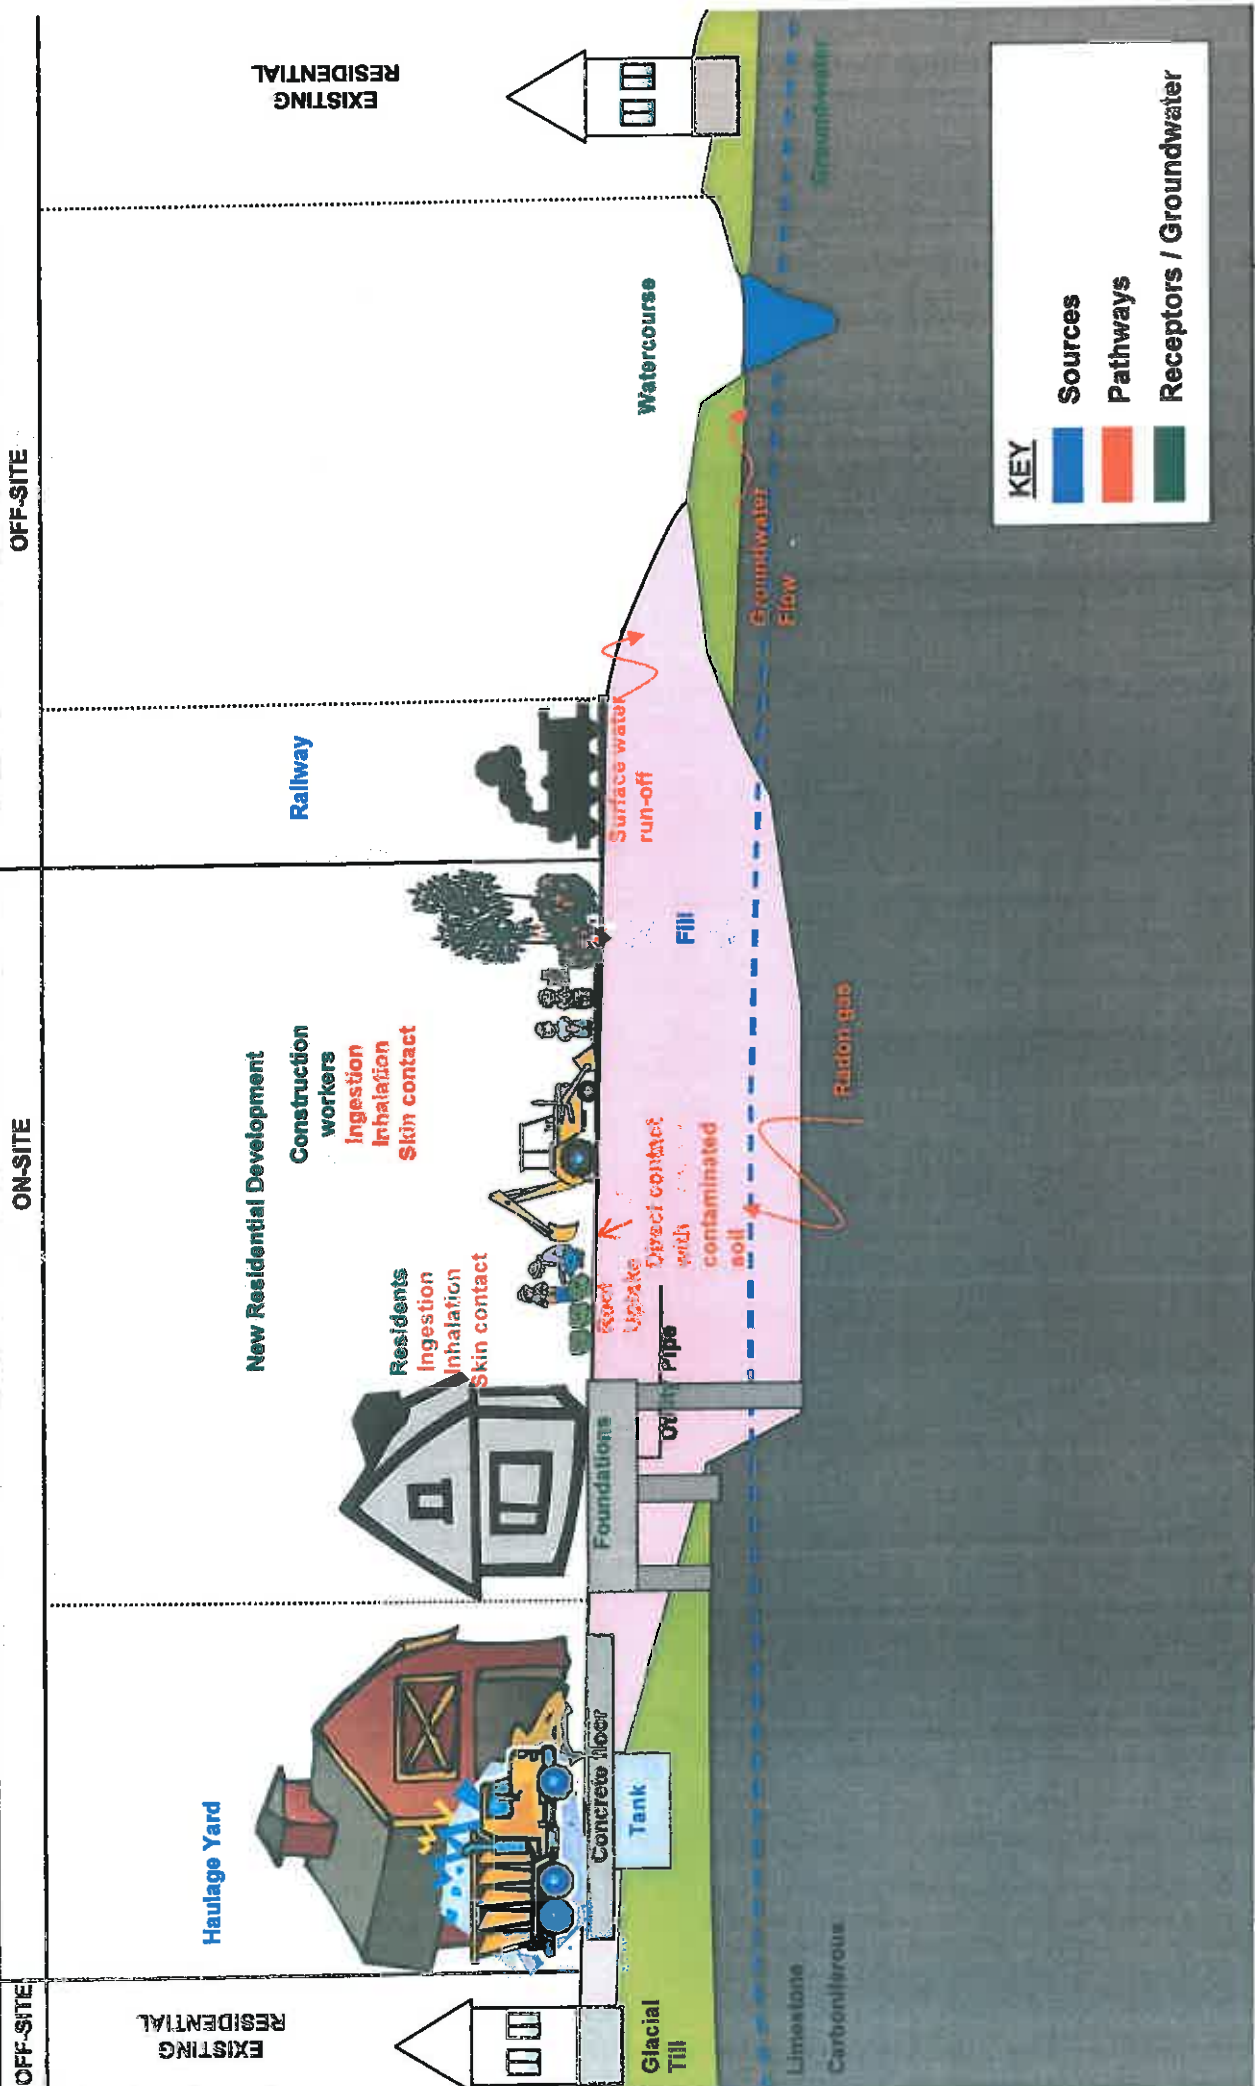 OFF-SITE
ON-SITE
OFF-SITE
EXISTING
RESIDENTIAL
Haulage Yard
New Residential Development
Construction
workers
Ingestion
Inhalation
Skin contact
Residents
Ingestion
Inhalation
Skin contact
Railway
Watercourse
EXISTING
RESIDENTIAL
Concrete floor
Tank
Foundations
Utility Pipe
Root
Uptake
Direct contact
with
contaminated
soil
Fill
Surface water
run-off
Groundwater
Flow
Groundwater
Radon gas
Glacial
Till
Limestone
Carboniferous
KEY
Sources
Pathways
Receptors / Groundwater